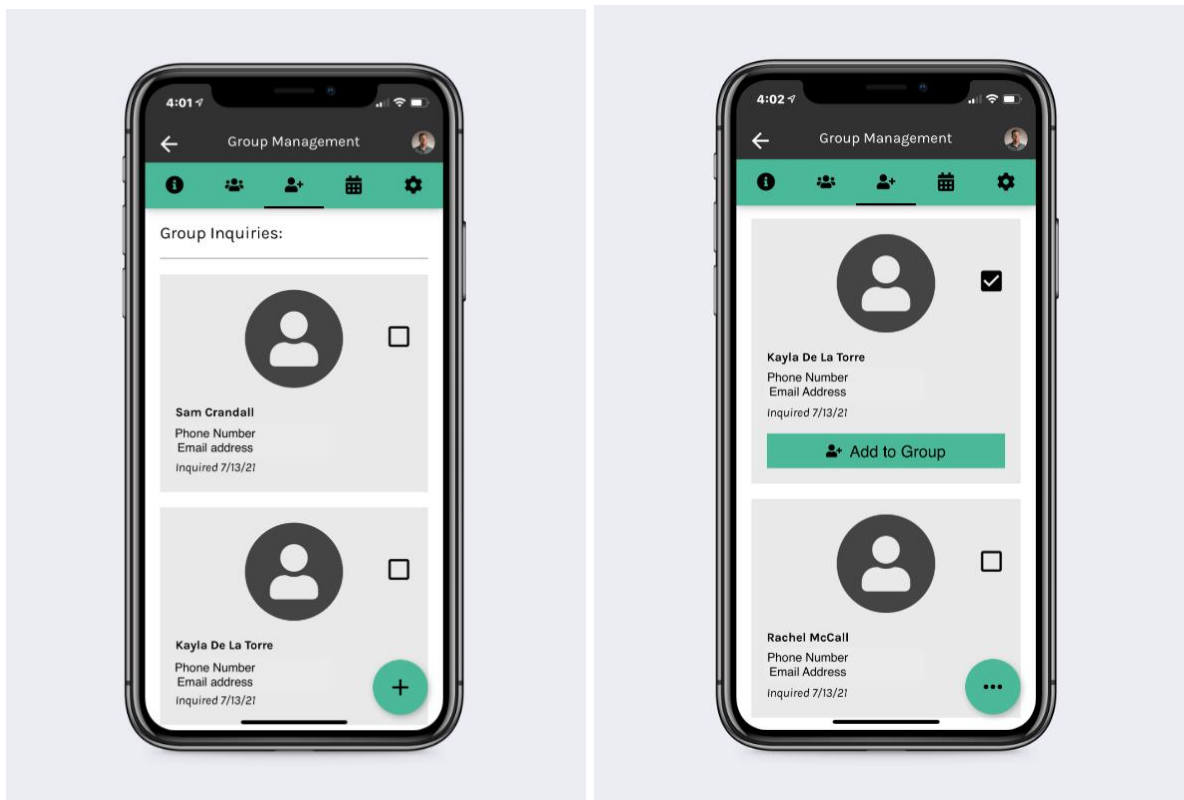 4:01
Group Management
Group Inquiries:
Sam Crandall
Phone Number
Email address
Inquired 7/13/21
Kayla De La Torre
Phone Number
Email address
Inquired 7/13/21
4:02
Group Management
Kayla De La Torre
Phone Number
Email Address
Inquired 7/13/21
Add to Group
Rachel McCall
Phone Number
Email Address
Inquired 7/13/21